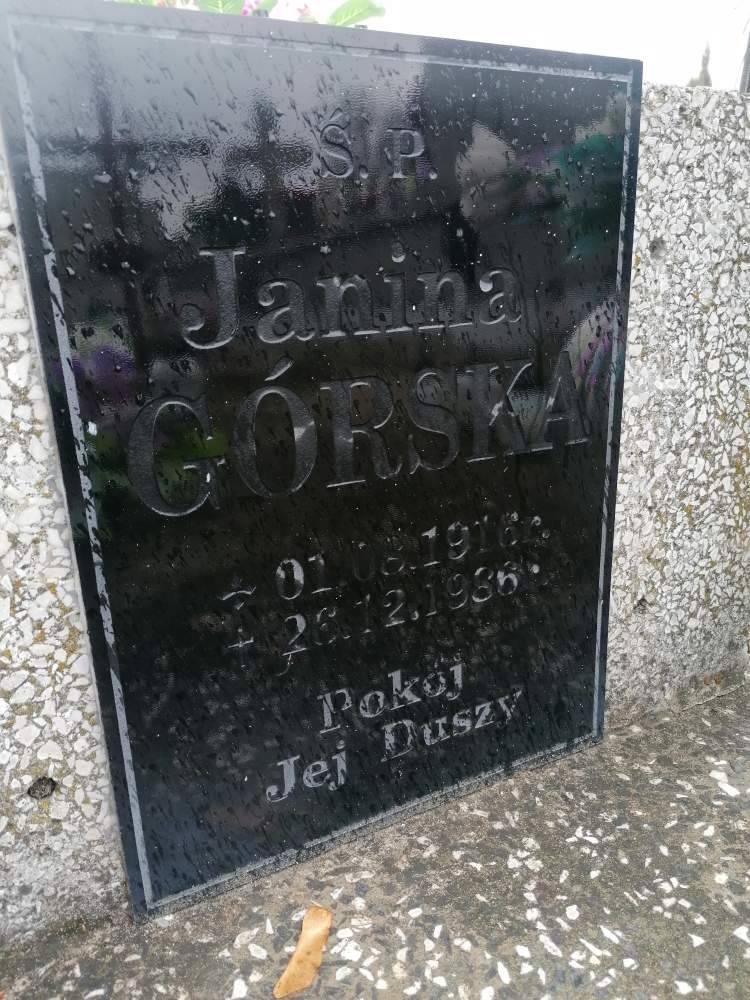 Ś. P.
Janina
GÓRSKA
~ 01.08.1916r.
+ 26.12.1986r.
Pokój
Jej Duszy